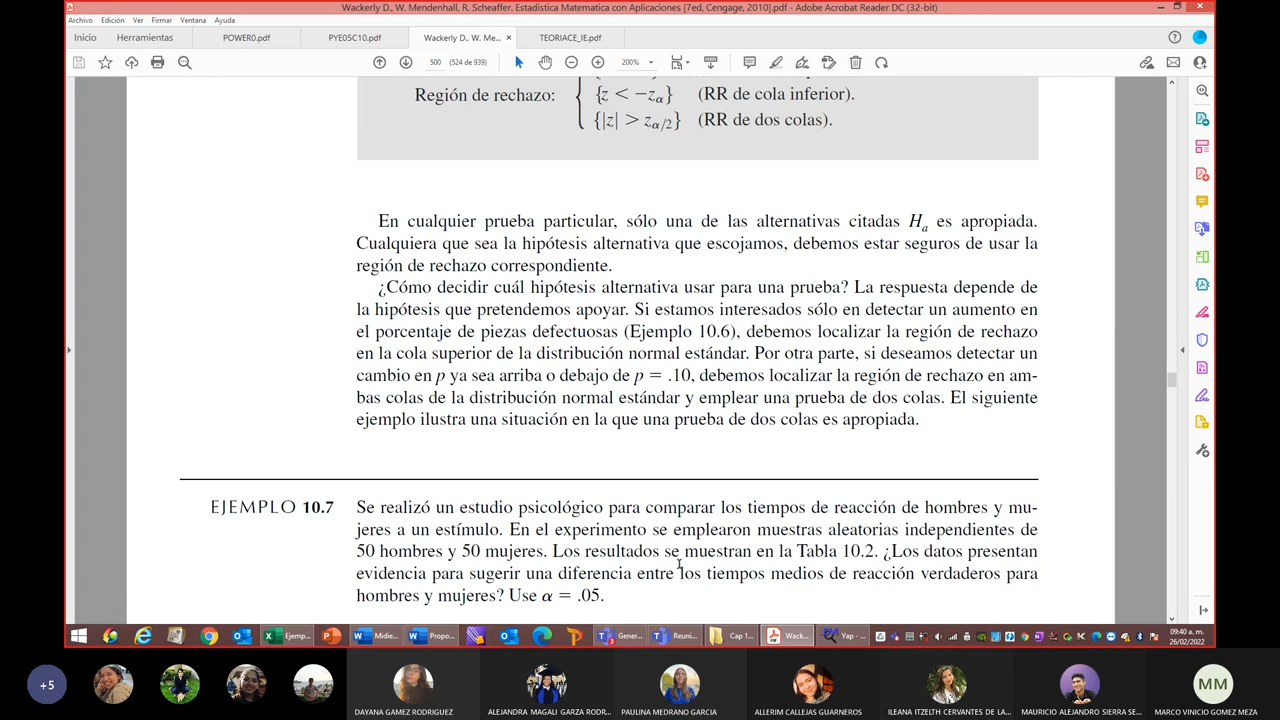 Wackerly D., W. Mendenhall, R. Scheaffer. Estadistica Matematica con Aplicaciones [7ed, Cengage, 2010].pdf - Adobe Acrobat Reader DC (32-bit)
Archivo Edición Ver Firmar Ventana Ayuda
Inicio Herramientas POWER0.pdf PYE05C10.pdf Wackerly D., W. Me... × TEORIACE_IE.pdf
500 (524 de 939) 200%
Región de rechazo:
{z < −zα} (RR de cola inferior).
{|z| > zα/2} (RR de dos colas).
En cualquier prueba particular, sólo una de las alternativas citadas Ha es apropiada.
Cualquiera que sea la hipótesis alternativa que escojamos, debemos estar seguros de usar la
región de rechazo correspondiente.
¿Cómo decidir cuál hipótesis alternativa usar para una prueba? La respuesta depende de
la hipótesis que pretendemos apoyar. Si estamos interesados sólo en detectar un aumento en
el porcentaje de piezas defectuosas (Ejemplo 10.6), debemos localizar la región de rechazo
en la cola superior de la distribución normal estándar. Por otra parte, si deseamos detectar un
cambio en p ya sea arriba o debajo de p = .10, debemos localizar la región de rechazo en am-
bas colas de la distribución normal estándar y emplear una prueba de dos colas. El siguiente
ejemplo ilustra una situación en la que una prueba de dos colas es apropiada.
EJEMPLO 10.7 Se realizó un estudio psicológico para comparar los tiempos de reacción de hombres y mu-
jeres a un estímulo. En el experimento se emplearon muestras aleatorias independientes de
50 hombres y 50 mujeres. Los resultados se muestran en la Tabla 10.2. ¿Los datos presentan
evidencia para sugerir una diferencia entre los tiempos medios de reacción verdaderos para
hombres y mujeres? Use α = .05.
Ejemp... Midie... Propo... Gener... Reuni... Cap 1... Wack... Yap - ... 09:40 a. m.
26/02/2022
+5 MM
DAYANA GAMEZ RODRIGUEZ ALEJANDRA MAGALI GARZA RODR... PAULINA MEDRANO GARCIA ALLERIM CALLEJAS GUARNEROS ILEANA ITZELTH CERVANTES DE LA... MAURICIO ALEJANDRO SIERRA SE... MARCO VINICIO GOMEZ MEZA